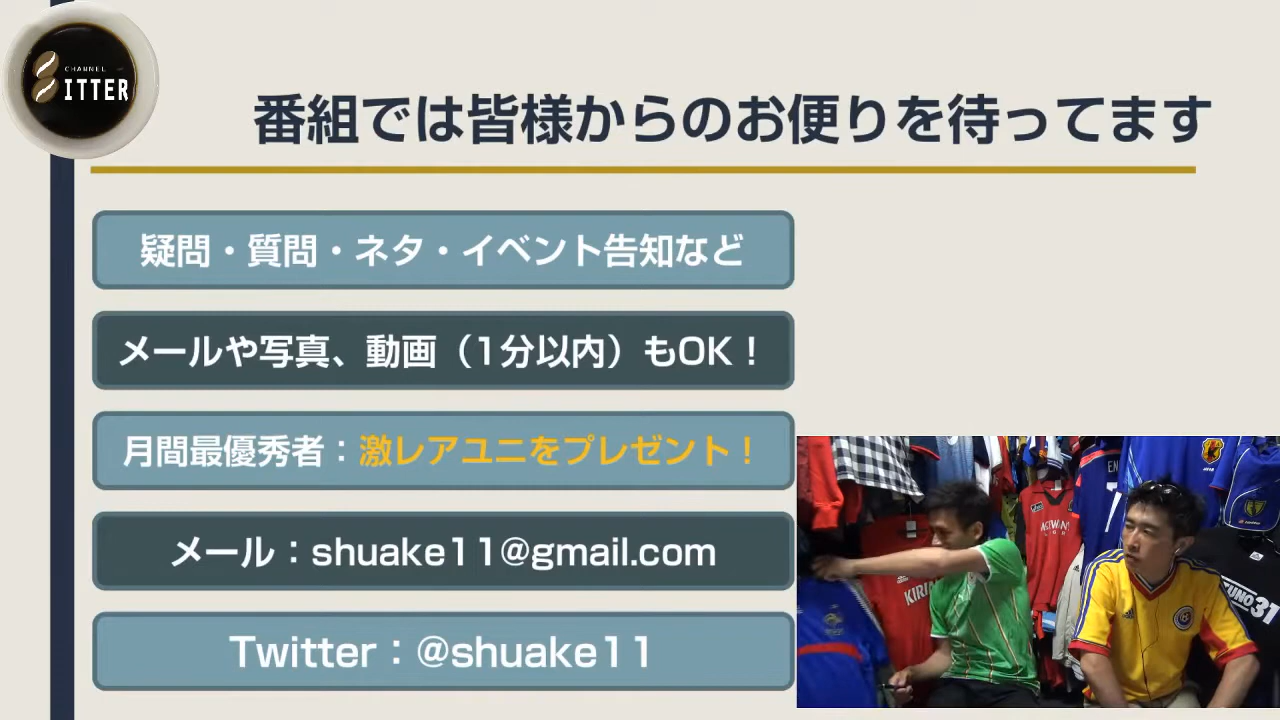 CHANNEL
ITTER
番組では皆様からのお便りを待ってます
疑問・質問・ネタ・イベント告知など
メールや写真、動画（1分以内）もOK！
月間最優秀者：激レアユニをプレゼント！
メール：shuake11@gmail.com
Twitter：@shuake11
KIRIN
31